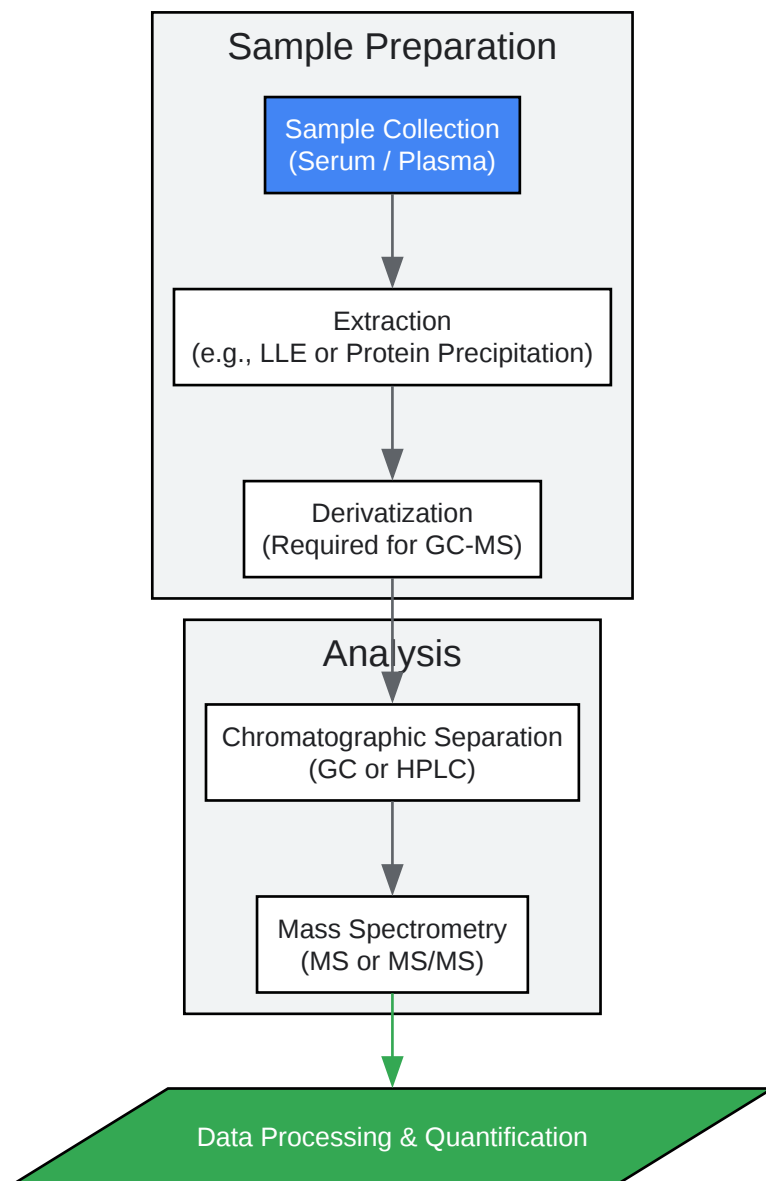 Sample Preparation
Sample Collection
(Serum / Plasma)
Extraction
(e.g., LLE or Protein Precipitation)
Derivatization
(Required for GC-MS)
Analysis
Chromatographic Separation
(GC or HPLC)
Mass Spectrometry
(MS or MS/MS)
Data Processing & Quantification